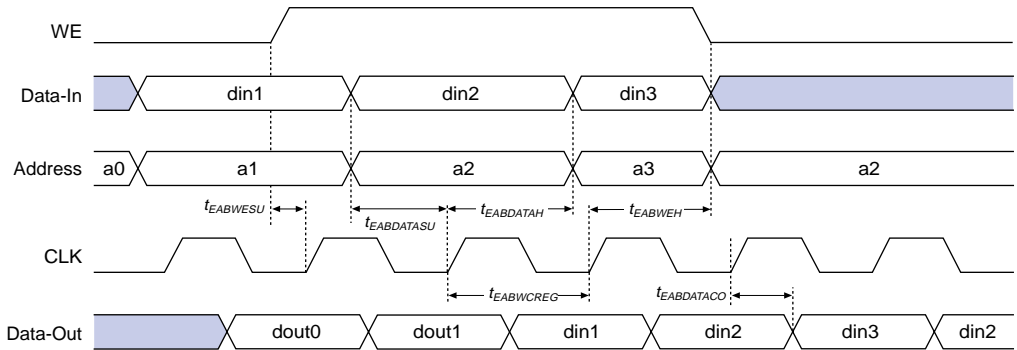 WE
Data-In din1 din2 din3
Address a0 a1 a2 a3 a2
tEABWESU tEABDATASU tEABDATAH tEABWEH
CLK
tEABWCREG tEABDATACO
Data-Out dout0 dout1 din1 din2 din3 din2